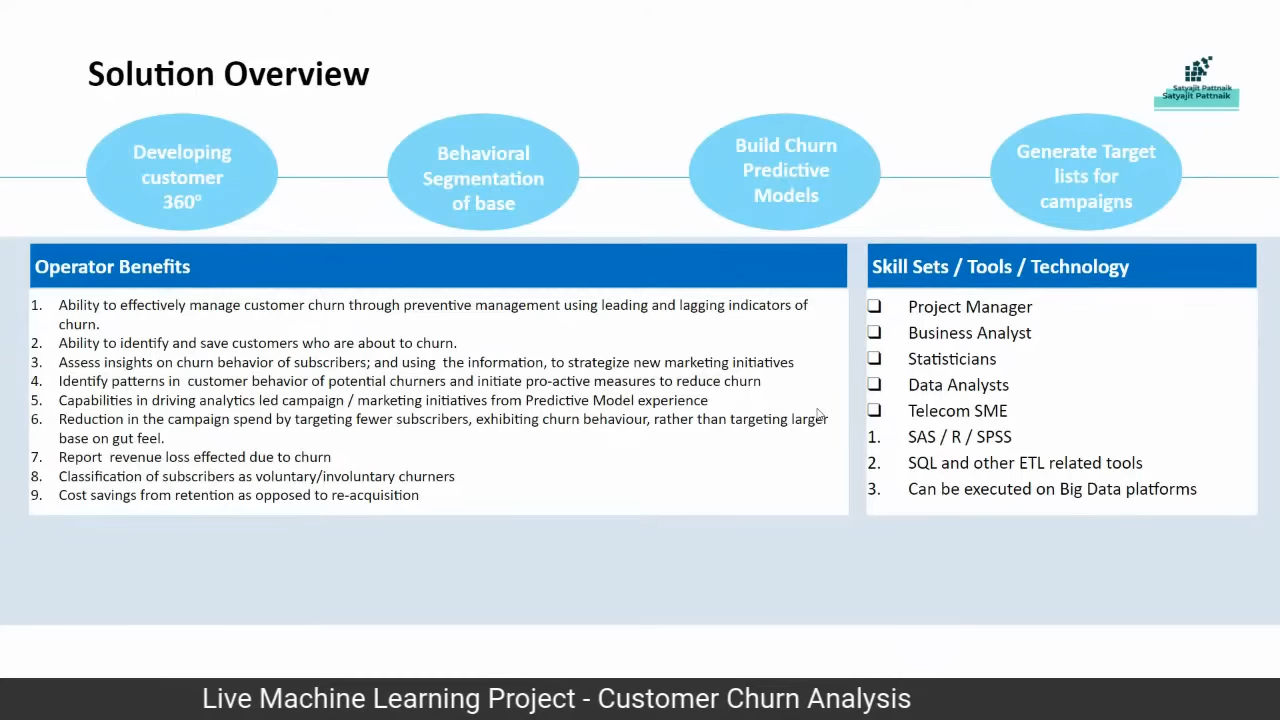 Solution Overview
Satyajit Pattnaik
Satyajit Pattnaik
Developing
customer
360°
Behavioral
Segmentation
of base
Build Churn
Predictive
Models
Generate Target
lists for
campaigns
Operator Benefits
1. Ability to effectively manage customer churn through preventive management using leading and lagging indicators of
churn.
2. Ability to identify and save customers who are about to churn.
3. Assess insights on churn behavior of subscribers; and using the information, to strategize new marketing initiatives
4. Identify patterns in customer behavior of potential churners and initiate pro-active measures to reduce churn
5. Capabilities in driving analytics led campaign / marketing initiatives from Predictive Model experience
6. Reduction in the campaign spend by targeting fewer subscribers, exhibiting churn behaviour, rather than targeting larger
base on gut feel.
7. Report revenue loss effected due to churn
8. Classification of subscribers as voluntary/involuntary churners
9. Cost savings from retention as opposed to re-acquisition
Skill Sets / Tools / Technology
❑ Project Manager
❑ Business Analyst
❑ Statisticians
❑ Data Analysts
❑ Telecom SME
1. SAS / R / SPSS
2. SQL and other ETL related tools
3. Can be executed on Big Data platforms
Live Machine Learning Project - Customer Churn Analysis